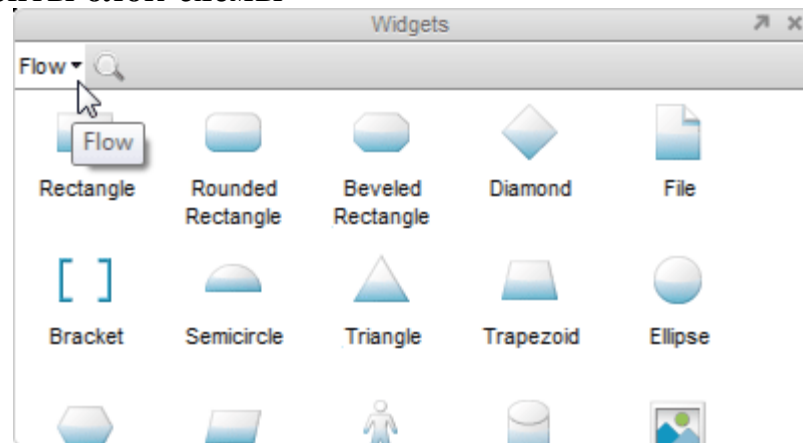 Widgets
Flow
Flow
Rectangle
Rounded Rectangle
Beveled Rectangle
Diamond
File
Bracket
Semicircle
Triangle
Trapezoid
Ellipse